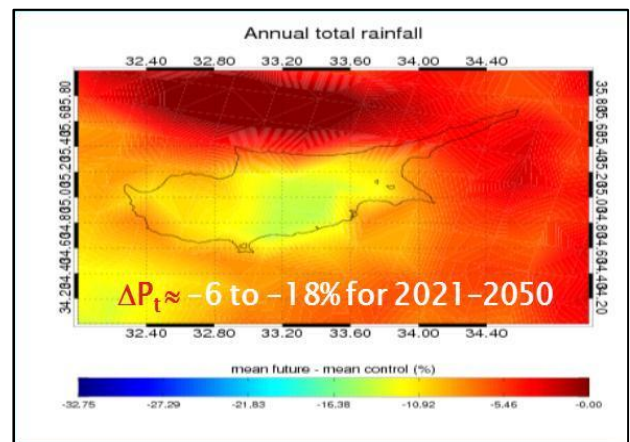 Annual total rainfall
32.40 32.80 33.20 33.60 34.00 34.40
ΔPt≈ -6 to -18% for 2021-2050
32.40 32.80 33.20 33.60 34.00 34.40
mean future - mean control (%)
-32.75 -27.29 -21.83 -16.38 -10.92 -5.46 -0.00